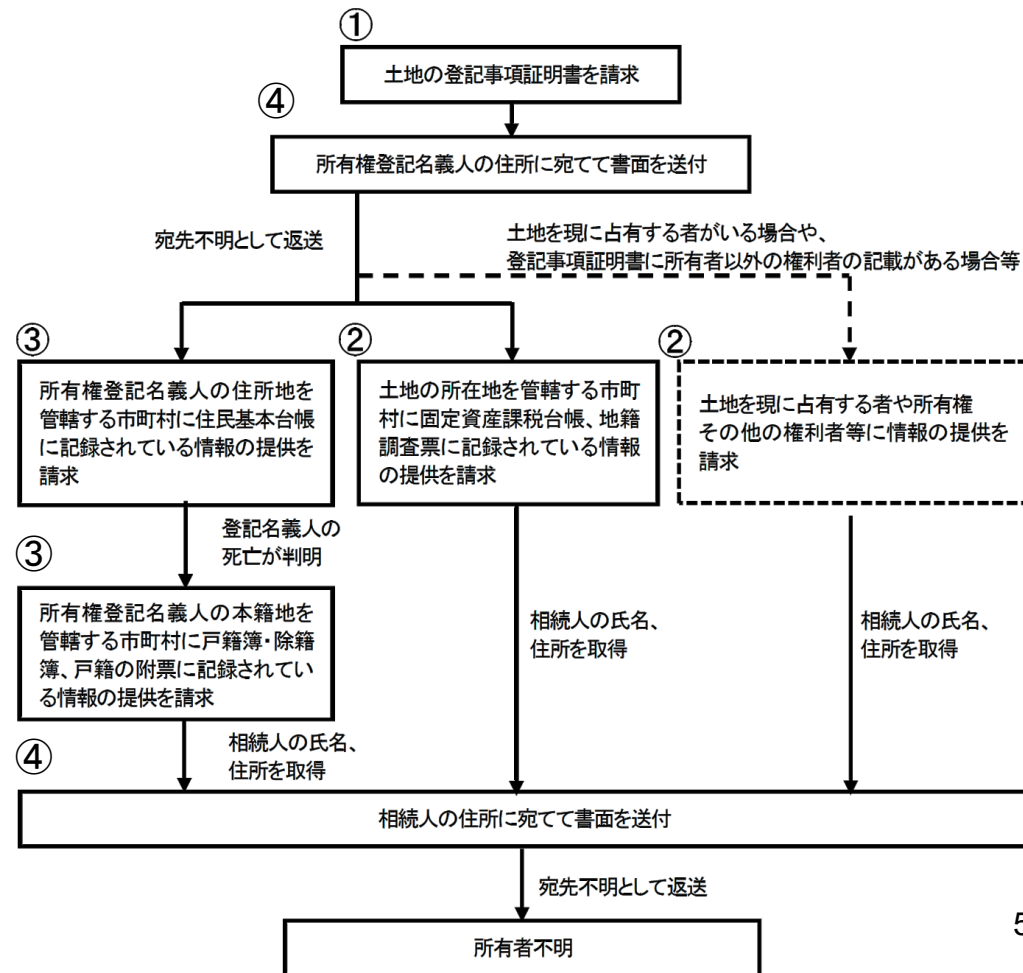 ①
土地の登記事項証明書を請求
④
所有権登記名義人の住所に宛てて書面を送付
宛先不明として返送
土地を現に占有する者がいる場合や、
登記事項証明書に所有者以外の権利者の記載がある場合等
③
所有権登記名義人の住所地を
管轄する市町村に住民基本台帳
に記録されている情報の提供を
請求
②
土地の所在地を管轄する市町
村に固定資産課税台帳、地籍
調査票に記録されている情報
の提供を請求
②
土地を現に占有する者や所有権
その他の権利者等に情報の提供を
請求
登記名義人の
死亡が判明
③
所有権登記名義人の本籍地を
管轄する市町村に戸籍簿・除籍
簿、戸籍の附票に記録されてい
る情報の提供を請求
相続人の氏名、
住所を取得
相続人の氏名、
住所を取得
相続人の氏名、
住所を取得
④
相続人の住所に宛てて書面を送付
宛先不明として返送
所有者不明
5